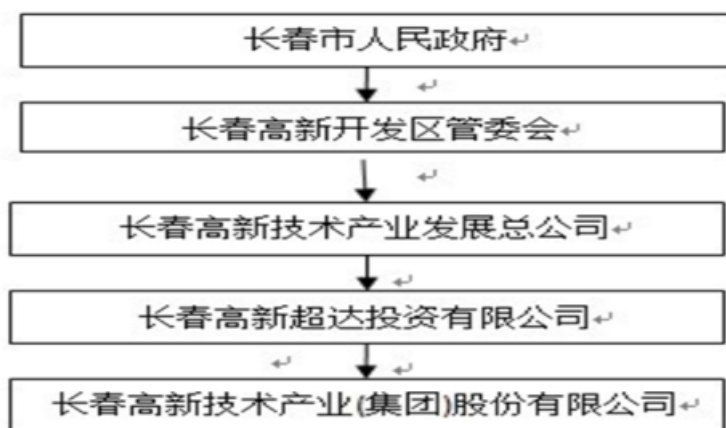 长春市人民政府
长春高新开发区管委会
长春高新技术产业发展总公司
长春高新超达投资有限公司
长春高新技术产业(集团)股份有限公司